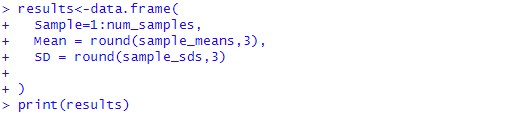 > results<-data.frame(
+   Sample=1:num_samples,
+   Mean = round(sample_means,3),
+   SD = round(sample_sds,3)
+
+ )
> print(results)